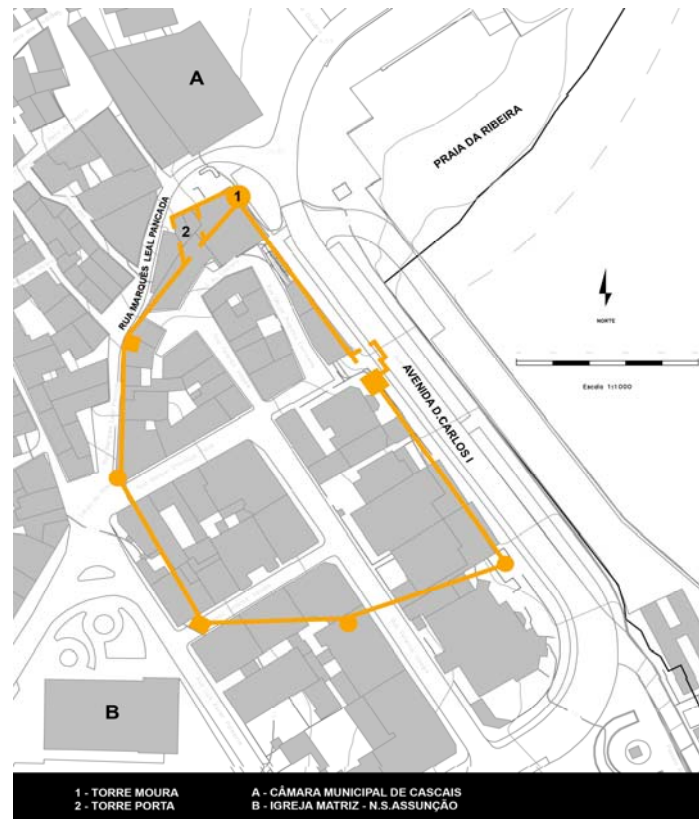 A
PRAIA DA RIBEIRA
1
2
RUA MARQUÊS LEAL PANCADA
NORTE
Escala 1:1000
AVENIDA D.CARLOS I
B
1 - TORRE MOURA
2 - TORRE PORTA
A - CÂMARA MUNICIPAL DE CASCAIS
B - IGREJA MATRIZ - N.S.ASSUNÇÃO